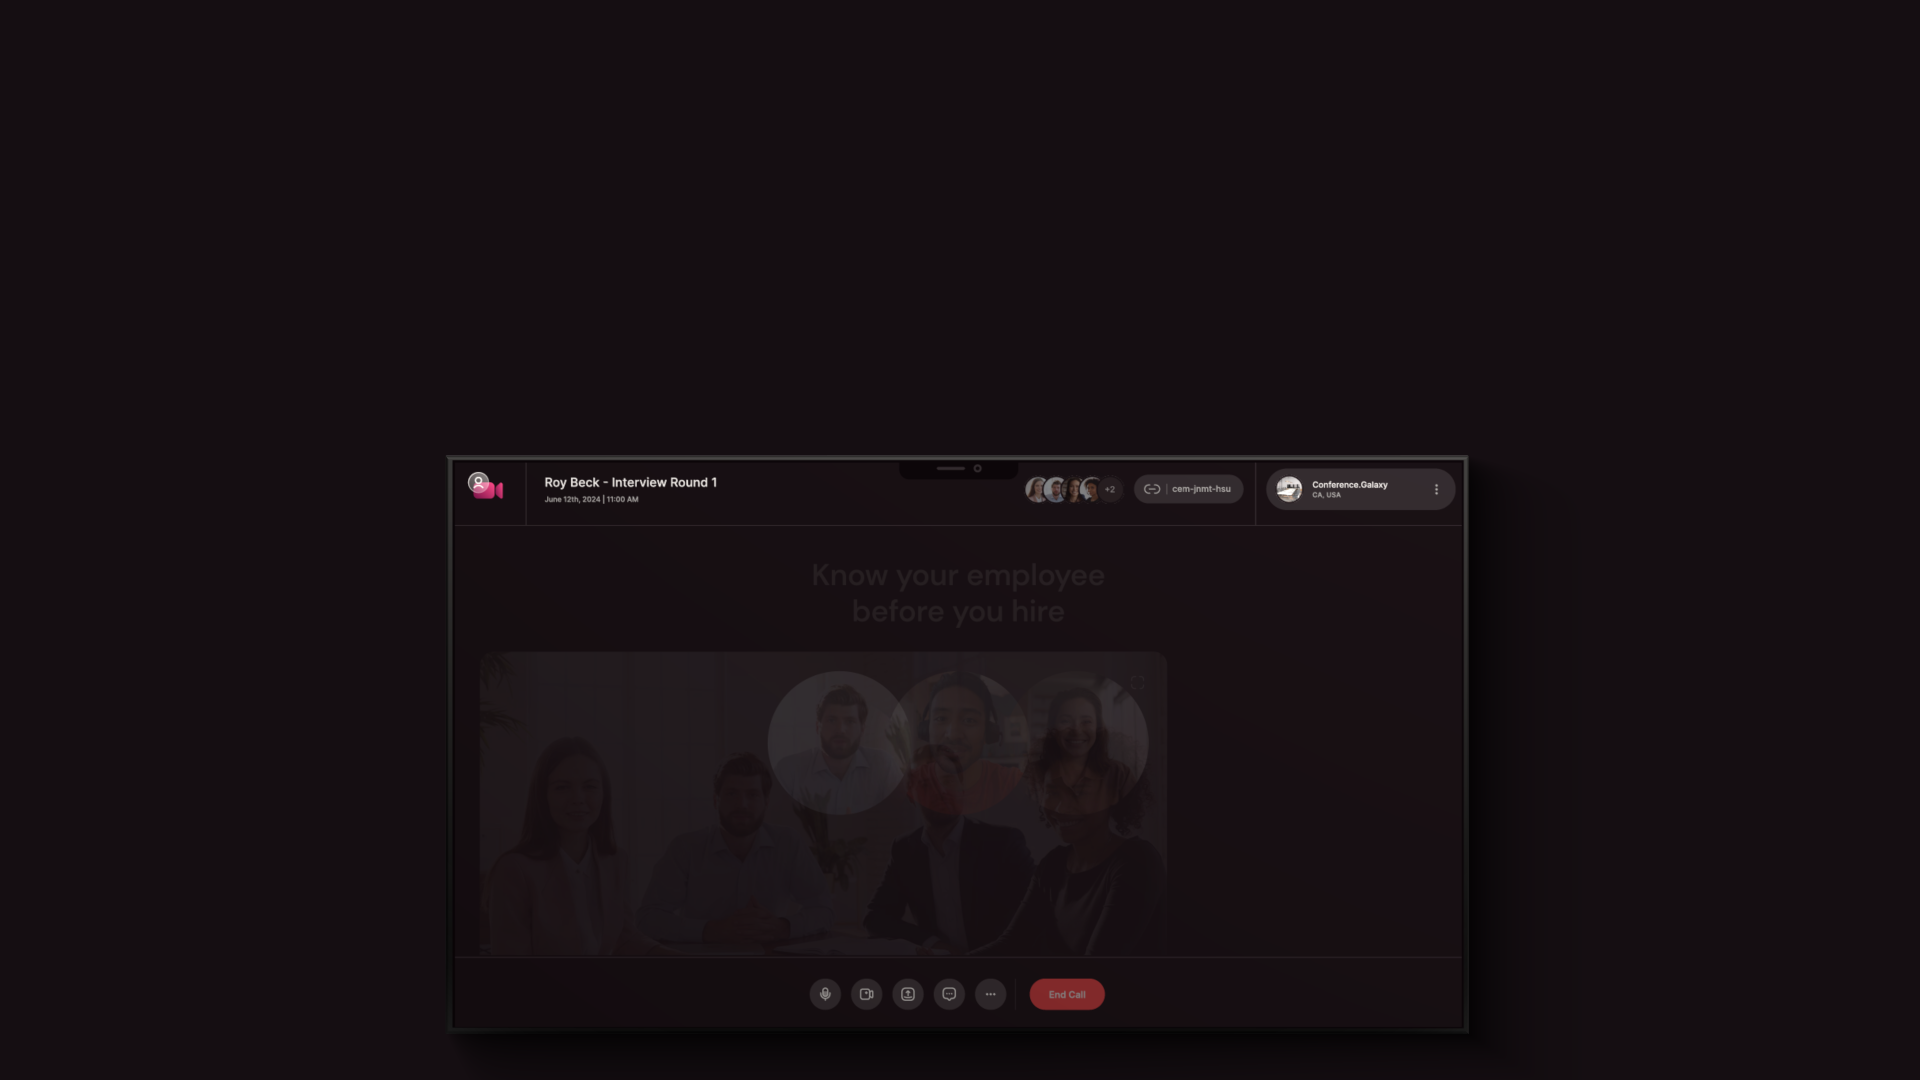 Roy Beck - Interview Round 1
June 12th, 2024 | 11:00 AM
+2
cem-jnmt-hsu
Conference.Galaxy
CA, USA
Know your employee
before you hire
End Call